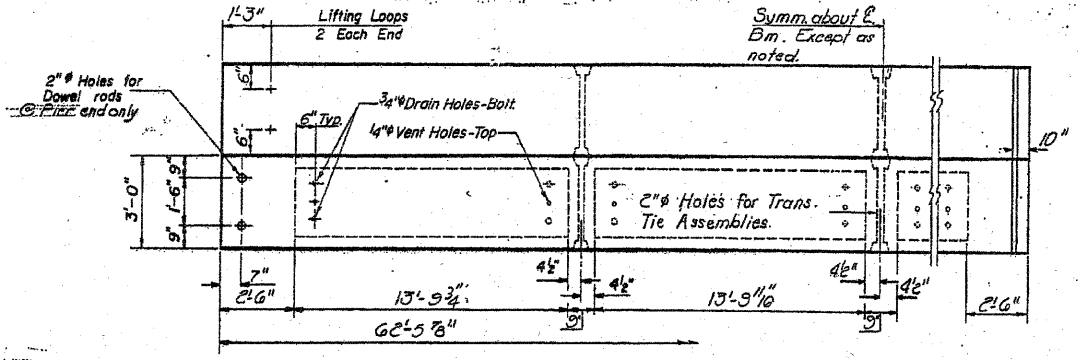 1'-3"
Lifting Loops
2 Each End
Symm. about ℄
Bm. Except as
noted.
2"ø Holes for
Dowel rods
@ Pier end only
6"
6"
6" Typ.
3/4"ø Drain Holes-Bott.
1/4"ø Vent Holes-Top
10"
3'-0"
9"
1'-6"
9"
2"ø Holes for Trans.
Tie Assemblies.
7"
2'-6"
13'-9 3/4"
4 1/2"
4 1/2"
9"
13'-9 11/16"
4 1/2"
4 1/2"
9"
2'-6"
62'-5 7/8"